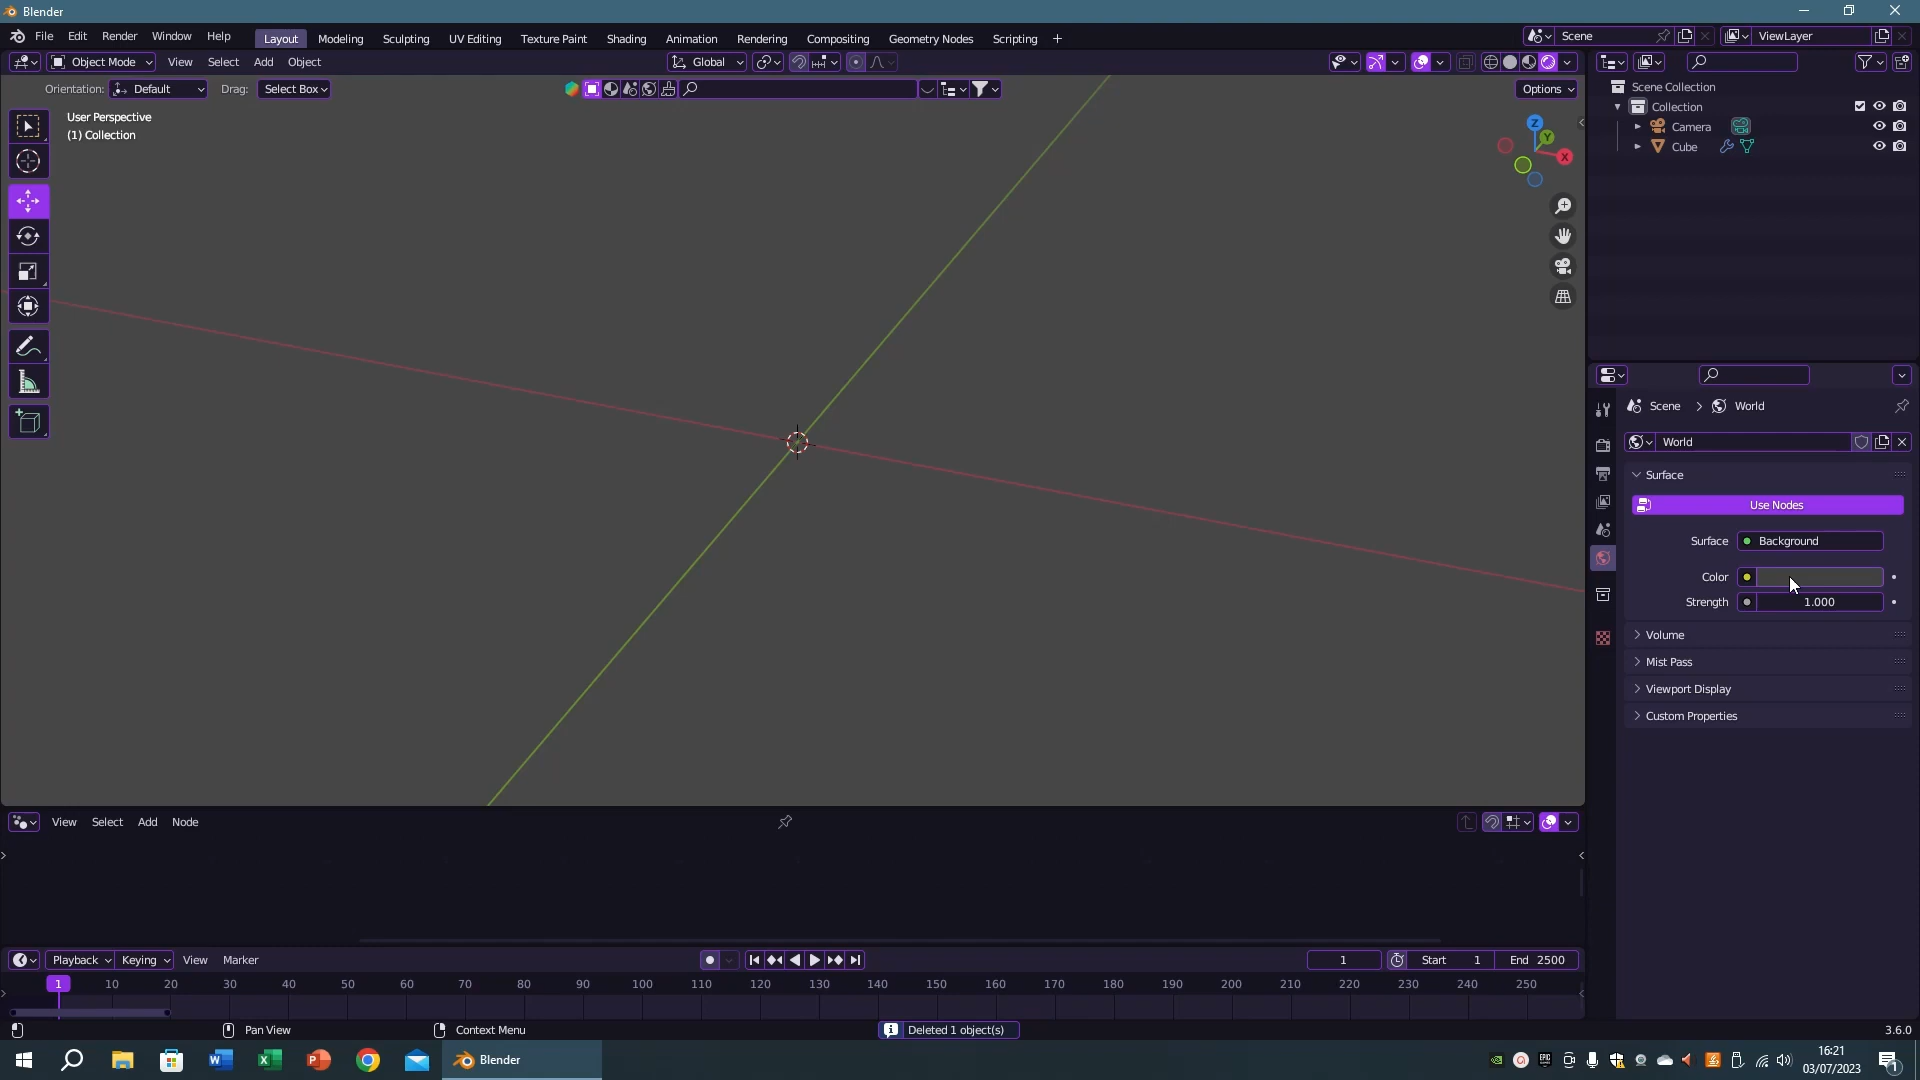 Blender
File Edit Render Window Help Layout Modeling Sculpting UV Editing Texture Paint Shading Animation Rendering Compositing Geometry Nodes Scripting + Scene ViewLayer
Object Mode View Select Add Object Global
Orientation: Default Drag: Select Box Options
User Perspective
(1) Collection
Z
Y
X
Scene Collection
Collection
Camera
Cube
Scene > World
World
Surface
Use Nodes
Surface Background
Color
Strength 1.000
Volume
Mist Pass
Viewport Display
Custom Properties
View Select Add Node
Playback Keying View Marker 1 Start 1 End 2500
1 10 20 30 40 50 60 70 80 90 100 110 120 130 140 150 160 170 180 190 200 210 220 230 240 250
Pan View Context Menu Deleted 1 object(s) 3.6.0
Blender
16:21
03/07/2023